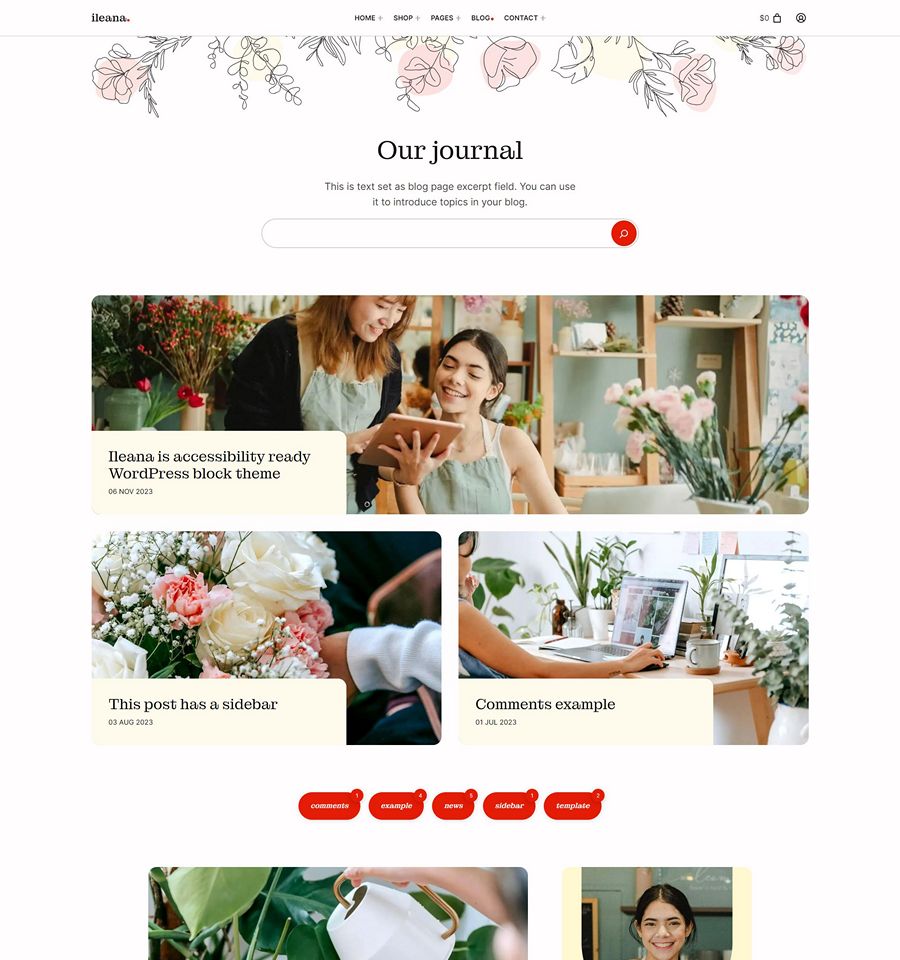 ileana.
HOME + SHOP + PAGES + BLOG CONTACT +
$0
Our journal
This is text set as blog page excerpt field. You can use
it to introduce topics in your blog.
Ileana is accessibility ready
WordPress block theme
06 NOV 2023
This post has a sidebar
03 AUG 2023
Comments example
01 JUL 2023
comments 1 example 4 news 5 sidebar 1 template 2